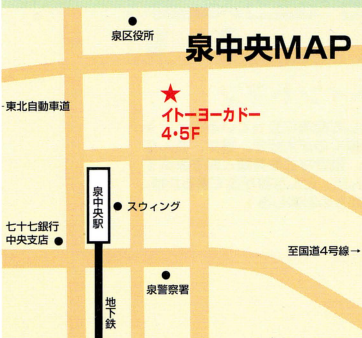 泉区役所
泉中央MAP
東北自動車道
イトーヨーカドー
4・5F
泉中央駅
スウィング
七十七銀行
中央支店
至国道4号線→
泉警察署
地下鉄